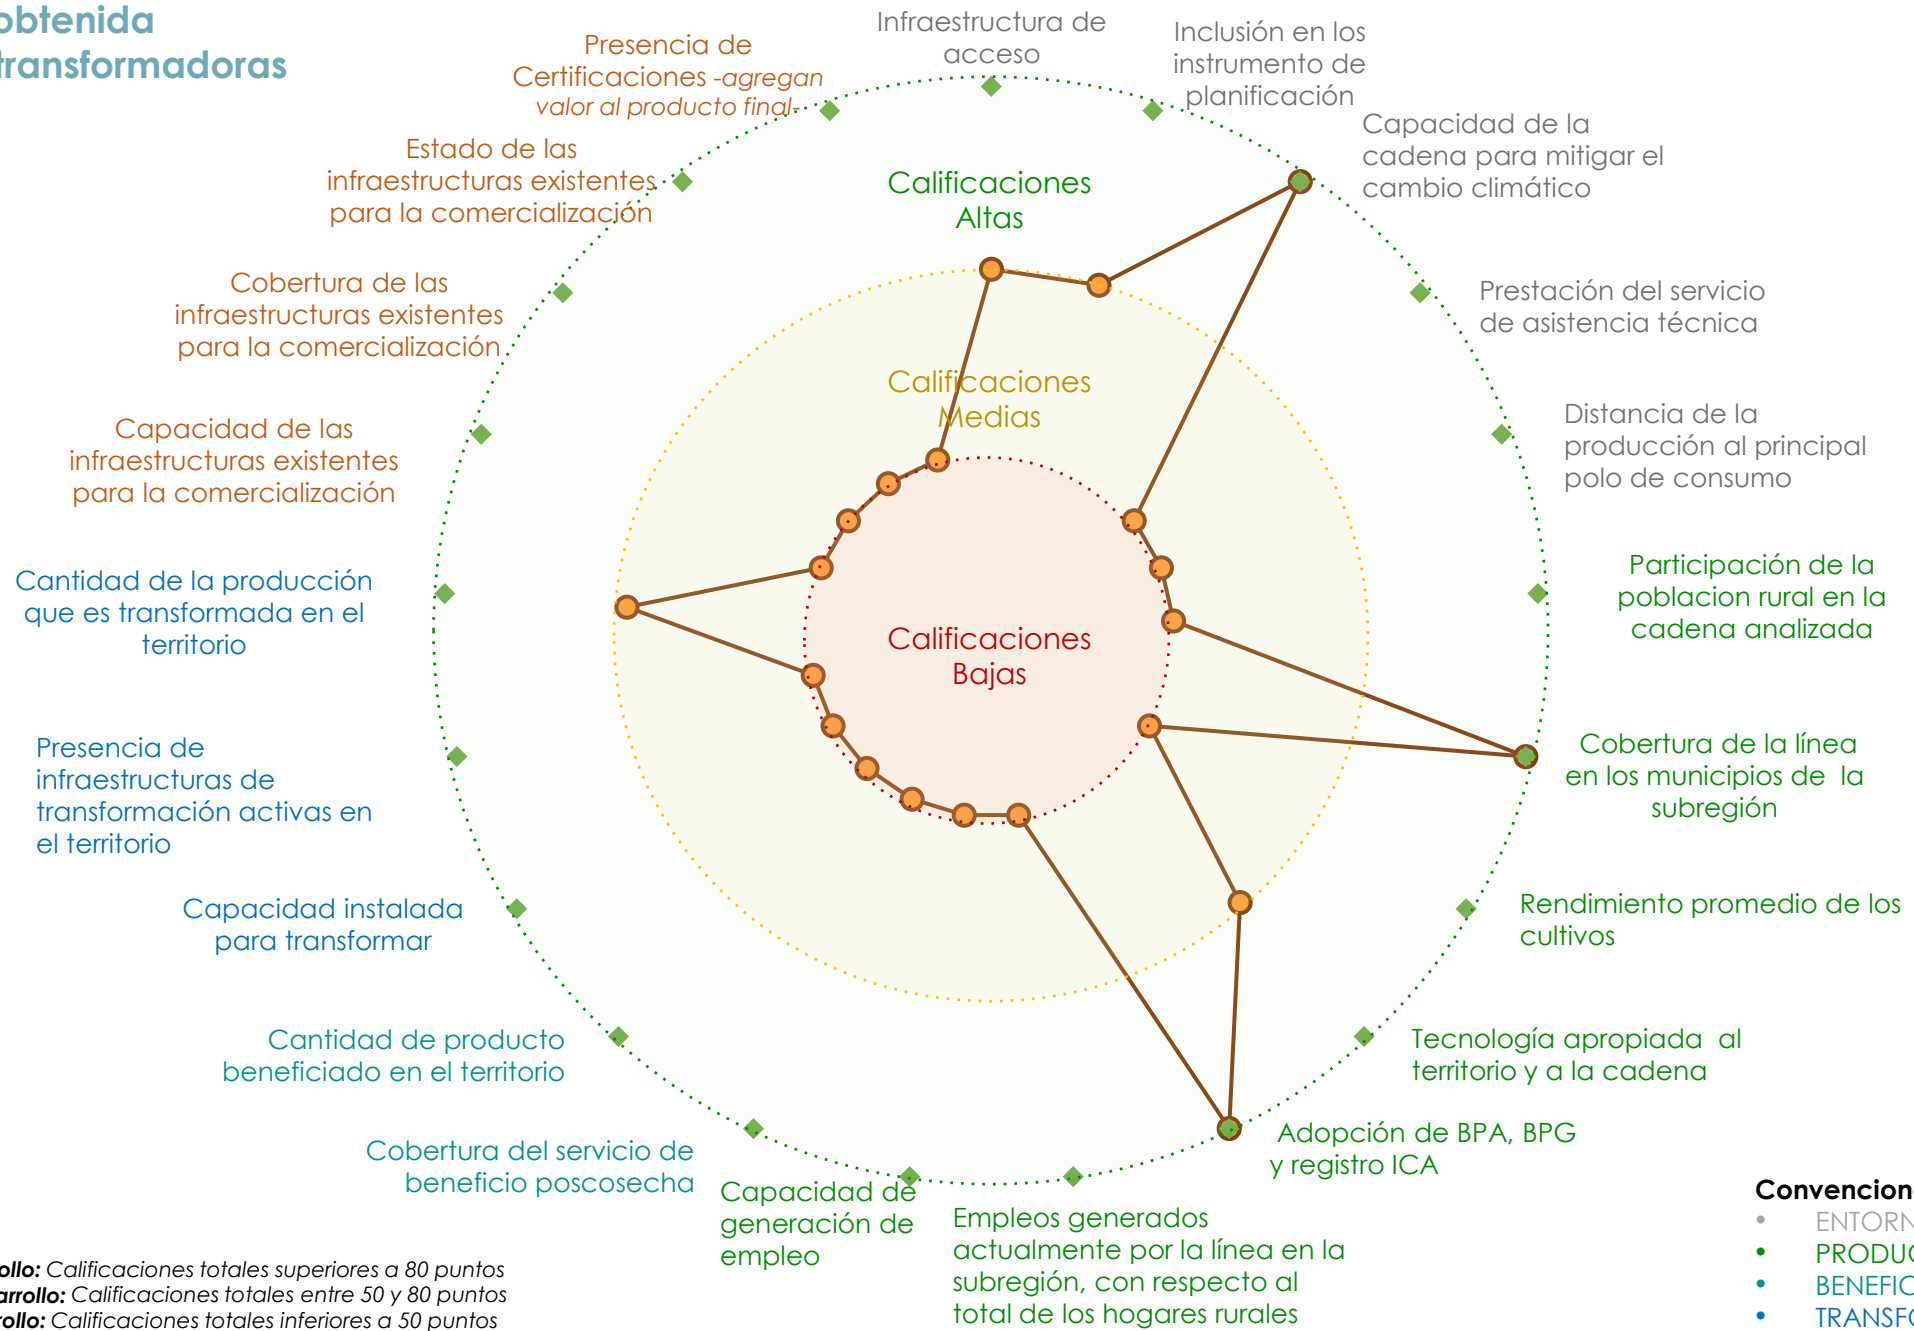 obtenida
transformadoras
Infraestructura de
acceso
Inclusión en los
instrumento de
planificación
Capacidad de la
cadena para mitigar el
cambio climático
Prestación del servicio
de asistencia técnica
Distancia de la
producción al principal
polo de consumo
Participación de la
poblacion rural en la
cadena analizada
Cobertura de la línea
en los municipios de la
subregión
Rendimiento promedio de los
cultivos
Tecnología apropiada al
territorio y a la cadena
Adopción de BPA, BPG
y registro ICA
Empleos generados
actualmente por la línea en la
subregión, con respecto al
total de los hogares rurales
Capacidad de
generación de
empleo
Cobertura del servicio de
beneficio poscosecha
Cantidad de producto
beneficiado en el territorio
Capacidad instalada
para transformar
Presencia de
infraestructuras de
transformación activas en
el territorio
Cantidad de la producción
que es transformada en el
territorio
Capacidad de las
infraestructuras existentes
para la comercialización
Cobertura de las
infraestructuras existentes
para la comercialización
Estado de las
infraestructuras existentes
para la comercialización
Presencia de
Certificaciones -agregan
valor al producto final-
Calificaciones
Altas
Calificaciones
Medias
Calificaciones
Bajas
ollo: Calificaciones totales superiores a 80 puntos
arrollo: Calificaciones totales entre 50 y 80 puntos
rollo: Calificaciones totales inferiores a 50 puntos
Convencion
• ENTORN
• PRODUC
• BENEFIC
• TRANSFO